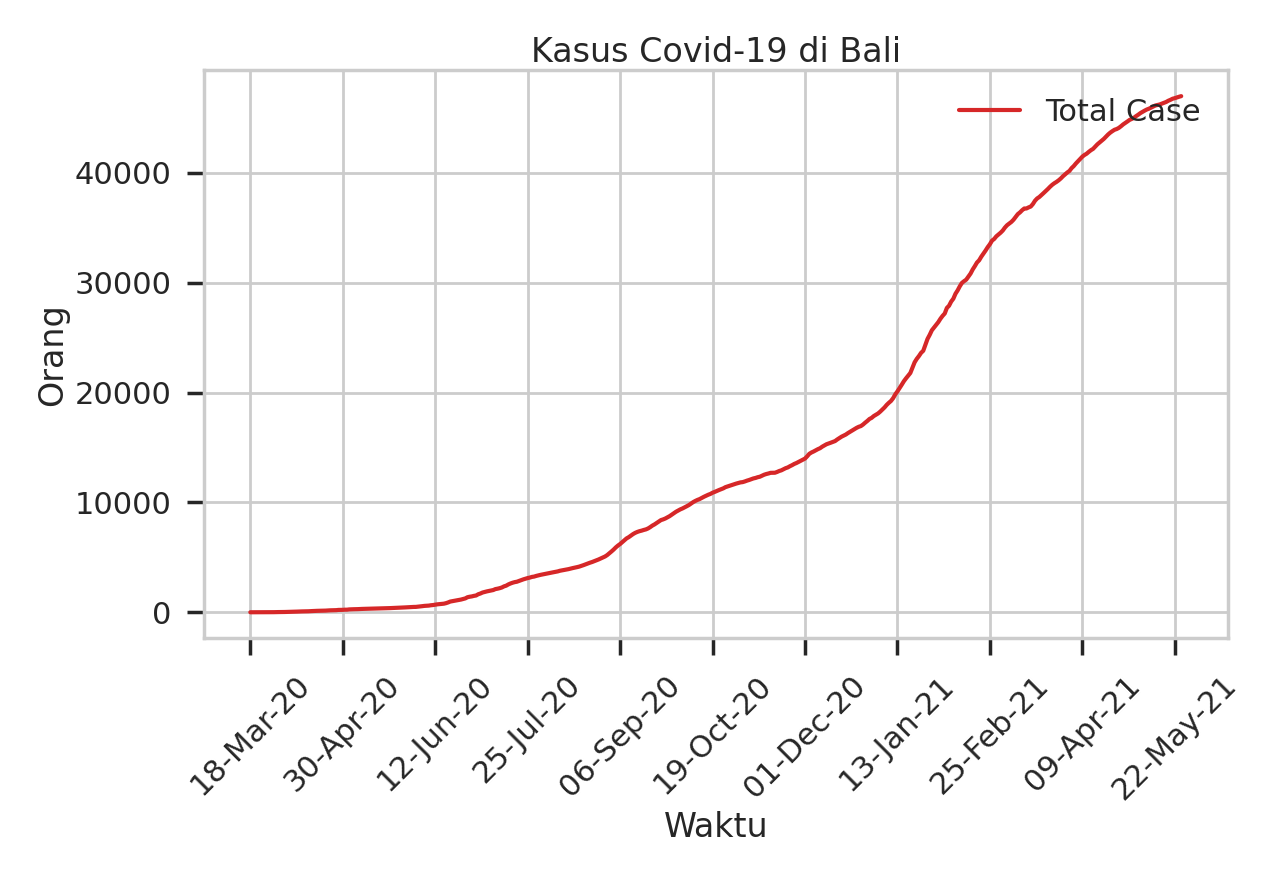 Kasus Covid-19 di Bali
Total Case
Orang
40000
30000
20000
10000
0
18-Mar-20
30-Apr-20
12-Jun-20
25-Jul-20
06-Sep-20
19-Oct-20
01-Dec-20
13-Jan-21
25-Feb-21
09-Apr-21
22-May-21
Waktu